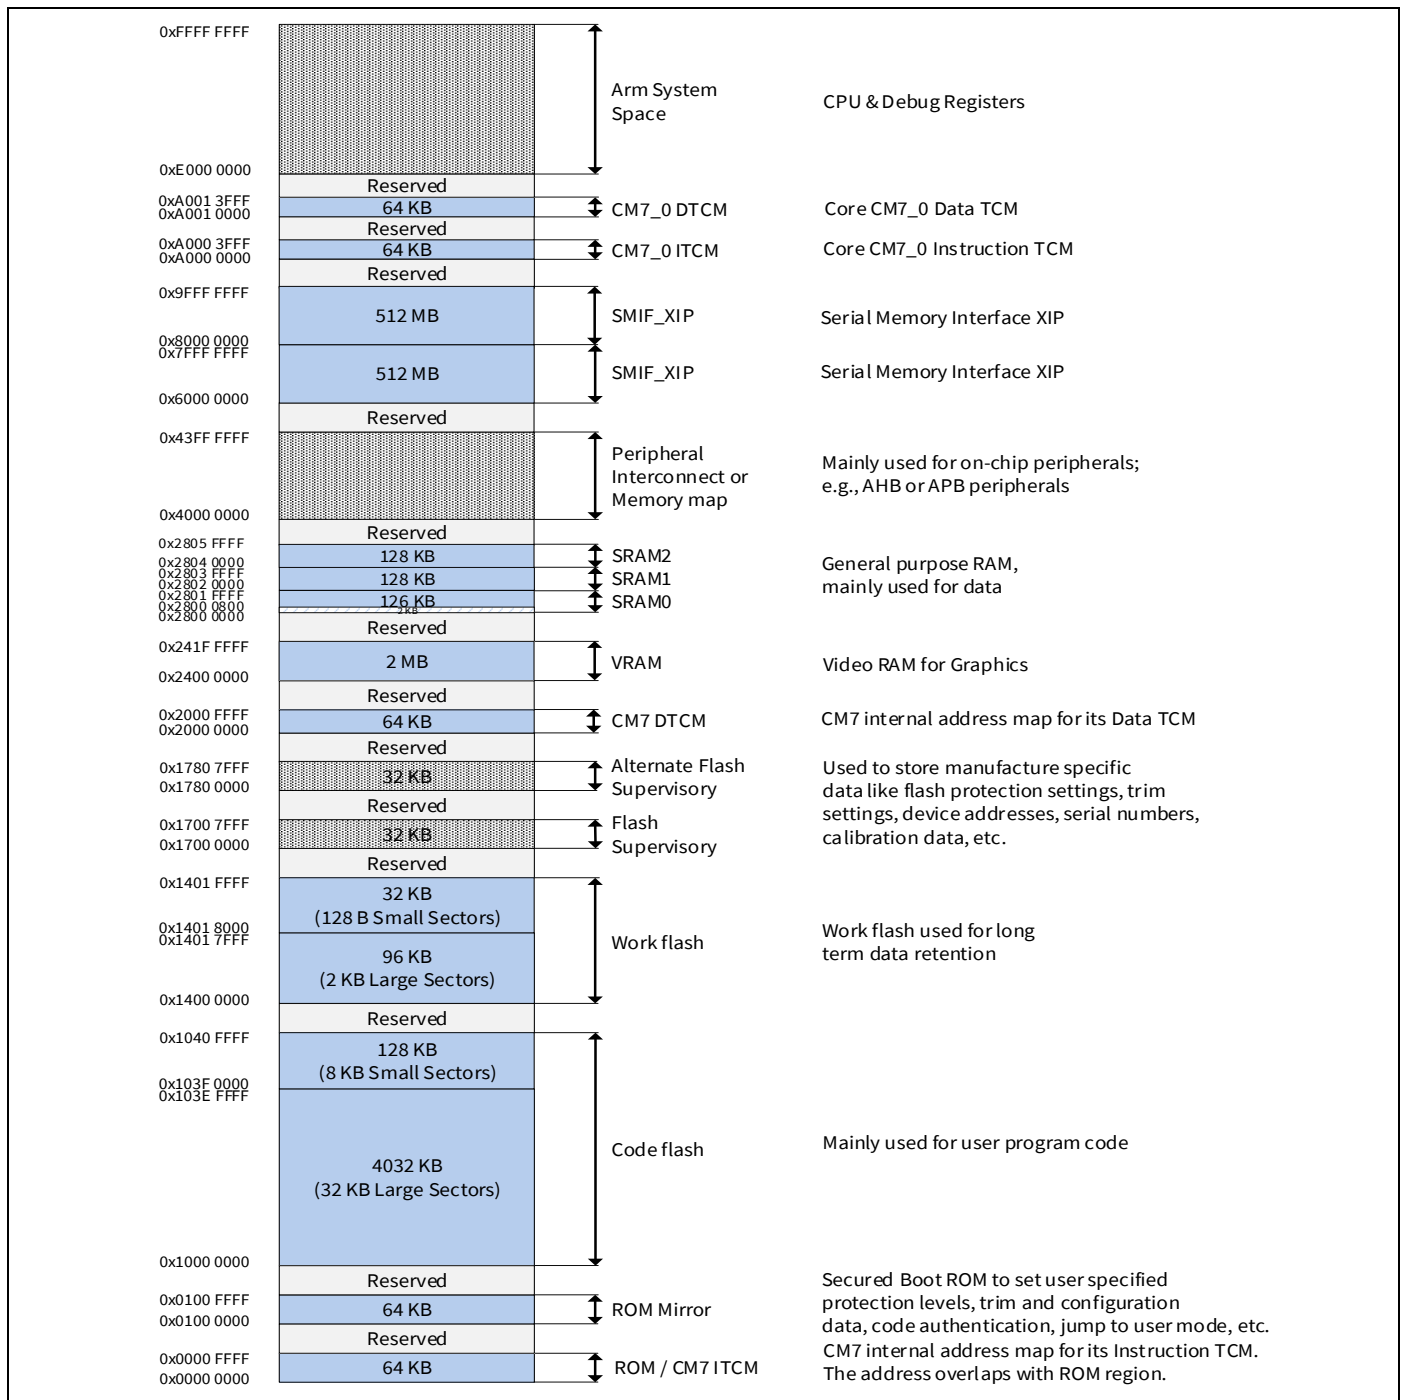 0xFFFF FFFF
Arm System
Space
CPU & Debug Registers
0xE000 0000
Reserved
0xA001 3FFF
64 KB
CM7_0 DTCM
Core CM7_0 Data TCM
0xA001 0000
Reserved
0xA000 3FFF
64 KB
CM7_0 ITCM
Core CM7_0 Instruction TCM
0xA000 0000
Reserved
0x9FFF FFFF
512 MB
SMIF_XIP
Serial Memory Interface XIP
0x8000 0000
0x7FFF FFFF
512 MB
SMIF_XIP
Serial Memory Interface XIP
0x6000 0000
Reserved
0x43FF FFFF
Peripheral
Interconnect or
Memory map
Mainly used for on-chip peripherals;
e.g., AHB or APB peripherals
0x4000 0000
Reserved
0x2805 FFFF
128 KB
SRAM2
0x2804 0000
0x2803 FFFF
128 KB
SRAM1
General purpose RAM,
mainly used for data
0x2802 0000
0x2801 FFFF
126 KB
SRAM0
0x2800 0800
2 KB
0x2800 0000
Reserved
0x241F FFFF
2 MB
VRAM
Video RAM for Graphics
0x2400 0000
Reserved
0x2000 FFFF
64 KB
CM7 DTCM
CM7 internal address map for its Data TCM
0x2000 0000
Reserved
0x1780 7FFF
32 KB
Alternate Flash
Supervisory
0x1780 0000
Reserved
Used to store manufacture specific
data like flash protection settings, trim
settings, device addresses, serial numbers,
calibration data, etc.
0x1700 7FFF
32 KB
Flash
Supervisory
0x1700 0000
Reserved
0x1401 FFFF
32 KB
(128 B Small Sectors)
0x1401 8000
0x1401 7FFF
Work flash
Work flash used for long
term data retention
96 KB
(2 KB Large Sectors)
0x1400 0000
Reserved
0x1040 FFFF
128 KB
(8 KB Small Sectors)
0x103F 0000
0x103E FFFF
Code flash
Mainly used for user program code
4032 KB
(32 KB Large Sectors)
0x1000 0000
Reserved
0x0100 FFFF
64 KB
ROM Mirror
Secured Boot ROM to set user specified
protection levels, trim and configuration
data, code authentication, jump to user mode, etc.
0x0100 0000
Reserved
0x0000 FFFF
64 KB
ROM / CM7 ITCM
CM7 internal address map for its Instruction TCM.
The address overlaps with ROM region.
0x0000 0000